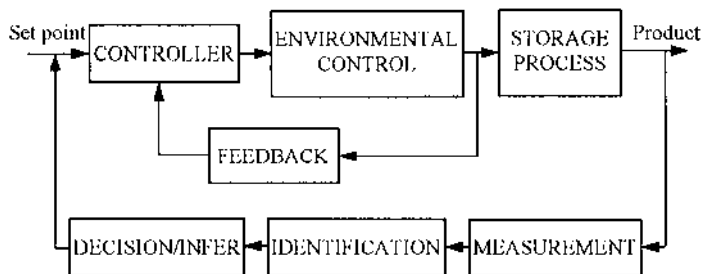 Set point
CONTROLLER
ENVIRONMENTAL
CONTROL
STORAGE
PROCESS
Product
FEEDBACK
DECISION/INFER
IDENTIFICATION
MEASUREMENT